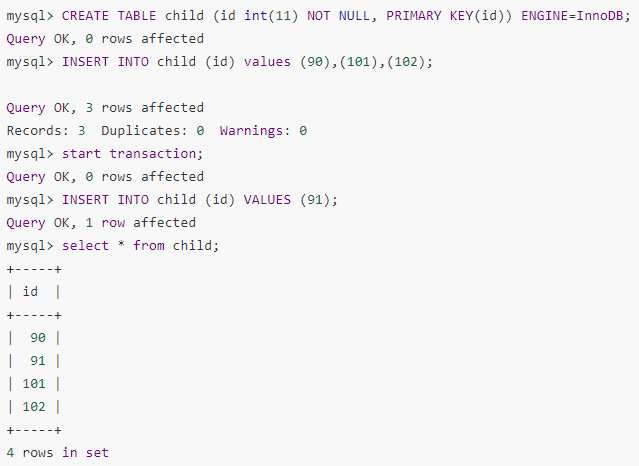 mysql> CREATE TABLE child (id int(11) NOT NULL, PRIMARY KEY(id)) ENGINE=InnoDB;
Query OK, 0 rows affected
mysql> INSERT INTO child (id) values (90),(101),(102);

Query OK, 3 rows affected
Records: 3  Duplicates: 0  Warnings: 0
mysql> start transaction;
Query OK, 0 rows affected
mysql> INSERT INTO child (id) VALUES (91);
Query OK, 1 row affected
mysql> select * from child;
+-----+
| id  |
+-----+
|  90 |
|  91 |
| 101 |
| 102 |
+-----+
4 rows in set